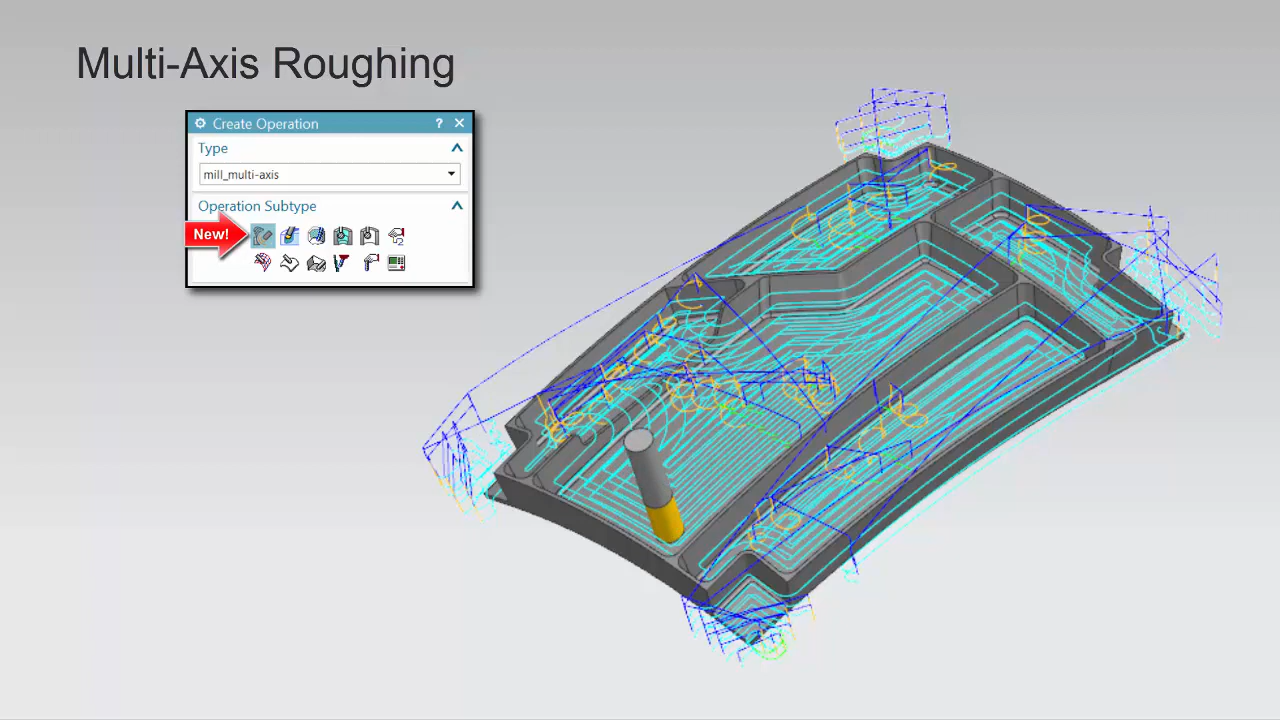 Multi-Axis Roughing
Create Operation ?
Type
mill_multi-axis
Operation Subtype
New!